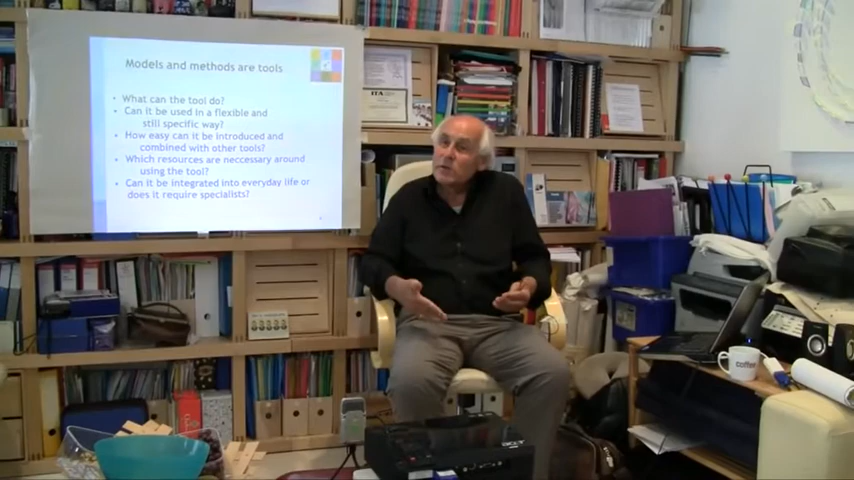 Models and methods are tools
• What can the tool do?
• Can it be used in a flexible and
still specific way?
• How easy can it be introduced and
combined with other tools?
• Which resources are neccessary around
using the tool?
• Can it be integrated into everyday life or
does it require specialists?
ITA
coffee